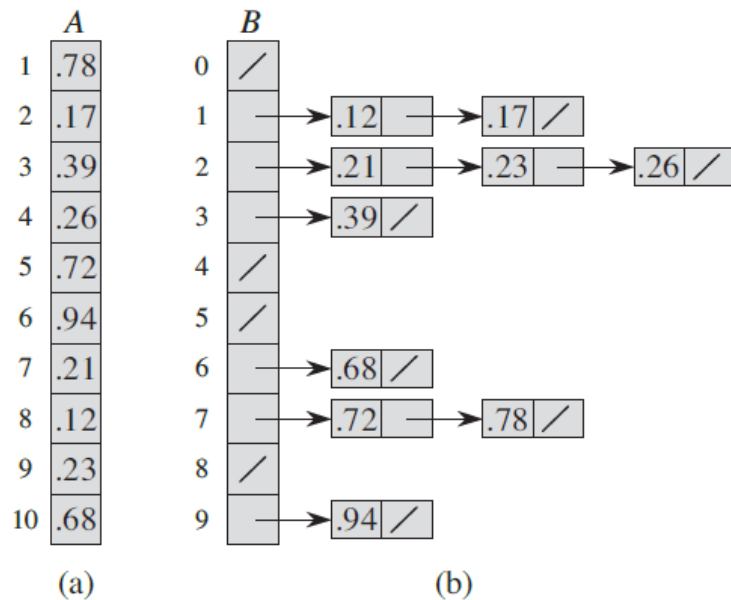 A B
1 .78 0
2 .17 1 .12 .17
3 .39 2 .21 .23 .26
4 .26 3 .39
5 .72 4
6 .94 5
7 .21 6 .68
8 .12 7 .72 .78
9 .23 8
10 .68 9 .94
(a) (b)